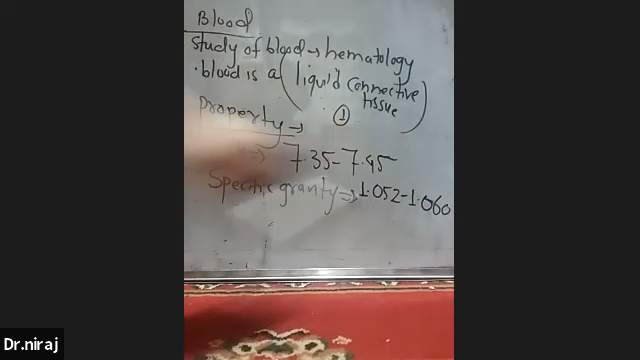 Blood
study of blood → hematology
·blood is a (liquid connective
tissue)
①
Property →
7.35-7.45
Specific granty ⇒ 1.052-1.060
Dr.niraj